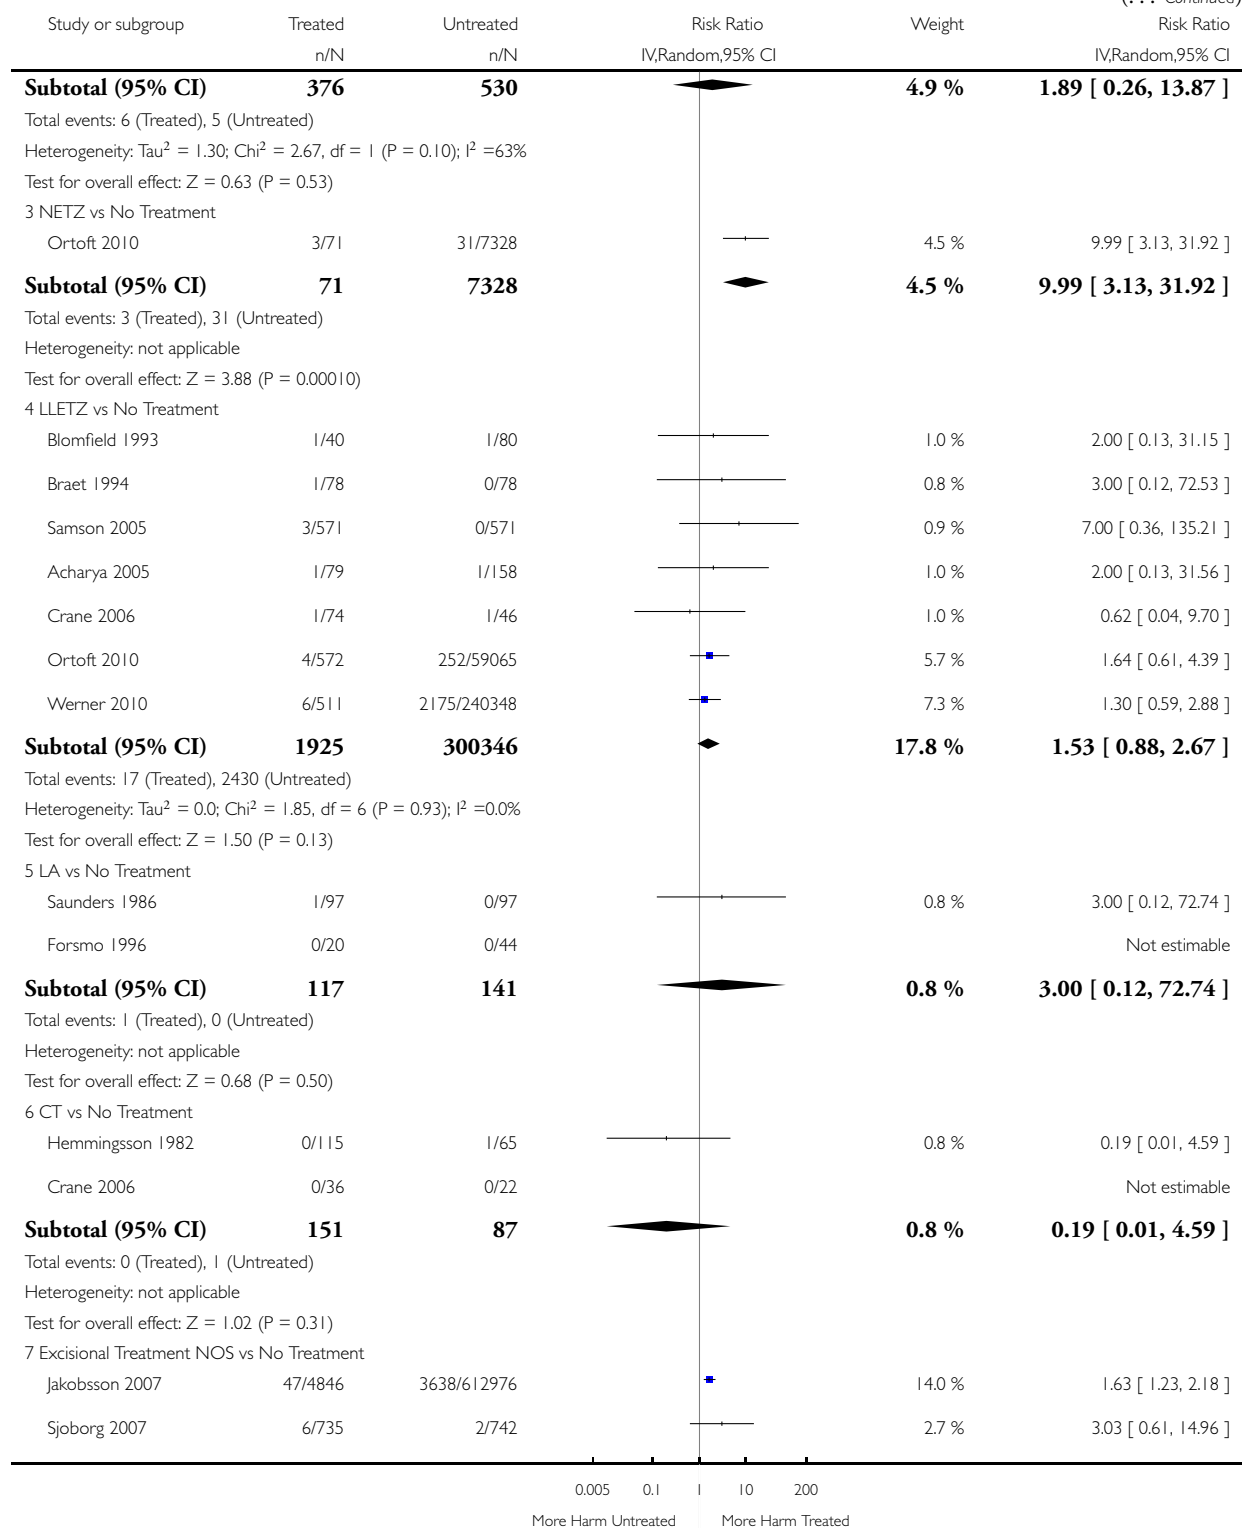 (. . . Continued)
Study or subgroup Treated Untreated Risk Ratio Weight Risk Ratio
n/N n/N IV,Random,95% CI IV,Random,95% CI
Subtotal (95% CI) 376 530 4.9 % 1.89 [ 0.26, 13.87 ]
Total events: 6 (Treated), 5 (Untreated)
Heterogeneity: Tau² = 1.30; Chi² = 2.67, df = 1 (P = 0.10); I² =63%
Test for overall effect: Z = 0.63 (P = 0.53)
3 NETZ vs No Treatment
Ortoft 2010 3/71 31/7328 4.5 % 9.99 [ 3.13, 31.92 ]
Subtotal (95% CI) 71 7328 4.5 % 9.99 [ 3.13, 31.92 ]
Total events: 3 (Treated), 31 (Untreated)
Heterogeneity: not applicable
Test for overall effect: Z = 3.88 (P = 0.00010)
4 LLETZ vs No Treatment
Blomfield 1993 1/40 1/80 1.0 % 2.00 [ 0.13, 31.15 ]
Braet 1994 1/78 0/78 0.8 % 3.00 [ 0.12, 72.53 ]
Samson 2005 3/571 0/571 0.9 % 7.00 [ 0.36, 135.21 ]
Acharya 2005 1/79 1/158 1.0 % 2.00 [ 0.13, 31.56 ]
Crane 2006 1/74 1/46 1.0 % 0.62 [ 0.04, 9.70 ]
Ortoft 2010 4/572 252/59065 5.7 % 1.64 [ 0.61, 4.39 ]
Werner 2010 6/511 2175/240348 7.3 % 1.30 [ 0.59, 2.88 ]
Subtotal (95% CI) 1925 300346 17.8 % 1.53 [ 0.88, 2.67 ]
Total events: 17 (Treated), 2430 (Untreated)
Heterogeneity: Tau² = 0.0; Chi² = 1.85, df = 6 (P = 0.93); I² =0.0%
Test for overall effect: Z = 1.50 (P = 0.13)
5 LA vs No Treatment
Saunders 1986 1/97 0/97 0.8 % 3.00 [ 0.12, 72.74 ]
Forsmo 1996 0/20 0/44 Not estimable
Subtotal (95% CI) 117 141 0.8 % 3.00 [ 0.12, 72.74 ]
Total events: 1 (Treated), 0 (Untreated)
Heterogeneity: not applicable
Test for overall effect: Z = 0.68 (P = 0.50)
6 CT vs No Treatment
Hemmingsson 1982 0/115 1/65 0.8 % 0.19 [ 0.01, 4.59 ]
Crane 2006 0/36 0/22 Not estimable
Subtotal (95% CI) 151 87 0.8 % 0.19 [ 0.01, 4.59 ]
Total events: 0 (Treated), 1 (Untreated)
Heterogeneity: not applicable
Test for overall effect: Z = 1.02 (P = 0.31)
7 Excisional Treatment NOS vs No Treatment
Jakobsson 2007 47/4846 3638/612976 14.0 % 1.63 [ 1.23, 2.18 ]
Sjoborg 2007 6/735 2/742 2.7 % 3.03 [ 0.61, 14.96 ]
0.005 0.1 1 10 200
More Harm Untreated More Harm Treated